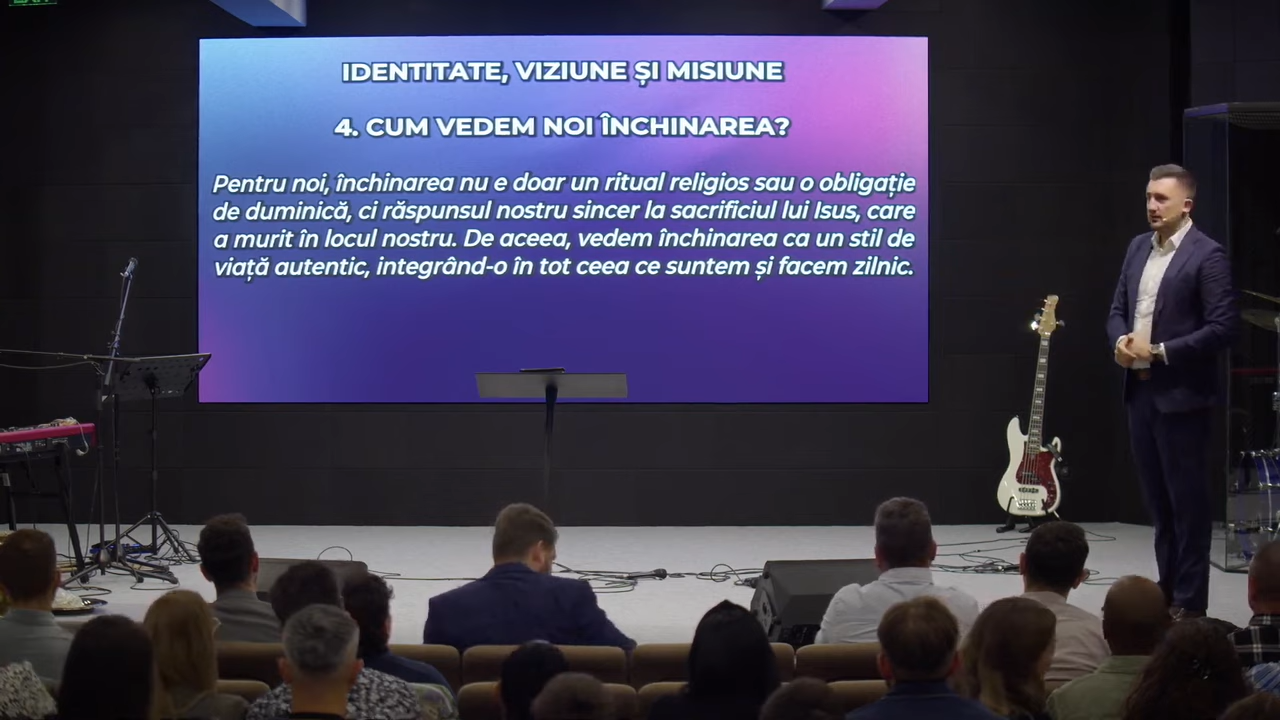 EXIT
IDENTITATE, VIZIUNE ȘI MISIUNE
4. CUM VEDEM NOI ÎNCHINAREA?
Pentru noi, închinarea nu e doar un ritual religios sau o obligație
de duminică, ci răspunsul nostru sincer la sacrificiul lui Isus, care
a murit în locul nostru. De aceea, vedem închinarea ca un stil de
viață autentic, integrând-o în tot ceea ce suntem și facem zilnic.